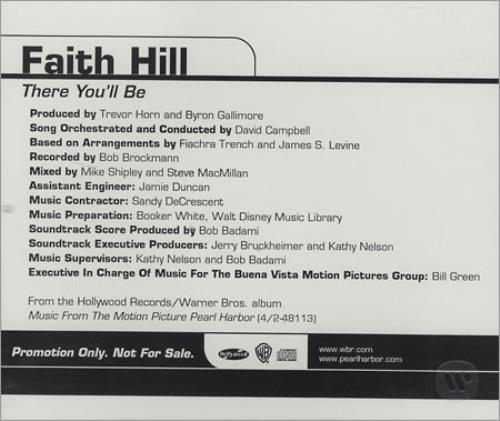 Faith Hill
There You'll Be
Produced by Trevor Horn and Byron Gallimore
Song Orchestrated and Conducted by David Campbell
Based on Arrangements by Fiachra Trench and James S. Levine
Recorded by Bob Brockmann
Mixed by Mike Shipley and Steve MacMillan
Assistant Engineer: Jamie Duncan
Music Contractor: Sandy DeCrescent
Music Preparation: Booker White, Walt Disney Music Library
Soundtrack Score Produced by Bob Badami
Soundtrack Executive Producers: Jerry Bruckheimer and Kathy Nelson
Music Supervisors: Kathy Nelson and Bob Badami
Executive In Charge Of Music For The Buena Vista Motion Pictures Group: Bill Green
From the Hollywood Records/Warner Bros. album
Music From The Motion Picture Pearl Harbor (4/2-48113)
Promotion Only. Not For Sale.
Hollywood
WB
www.wbr.com
www.pearlharbor.com